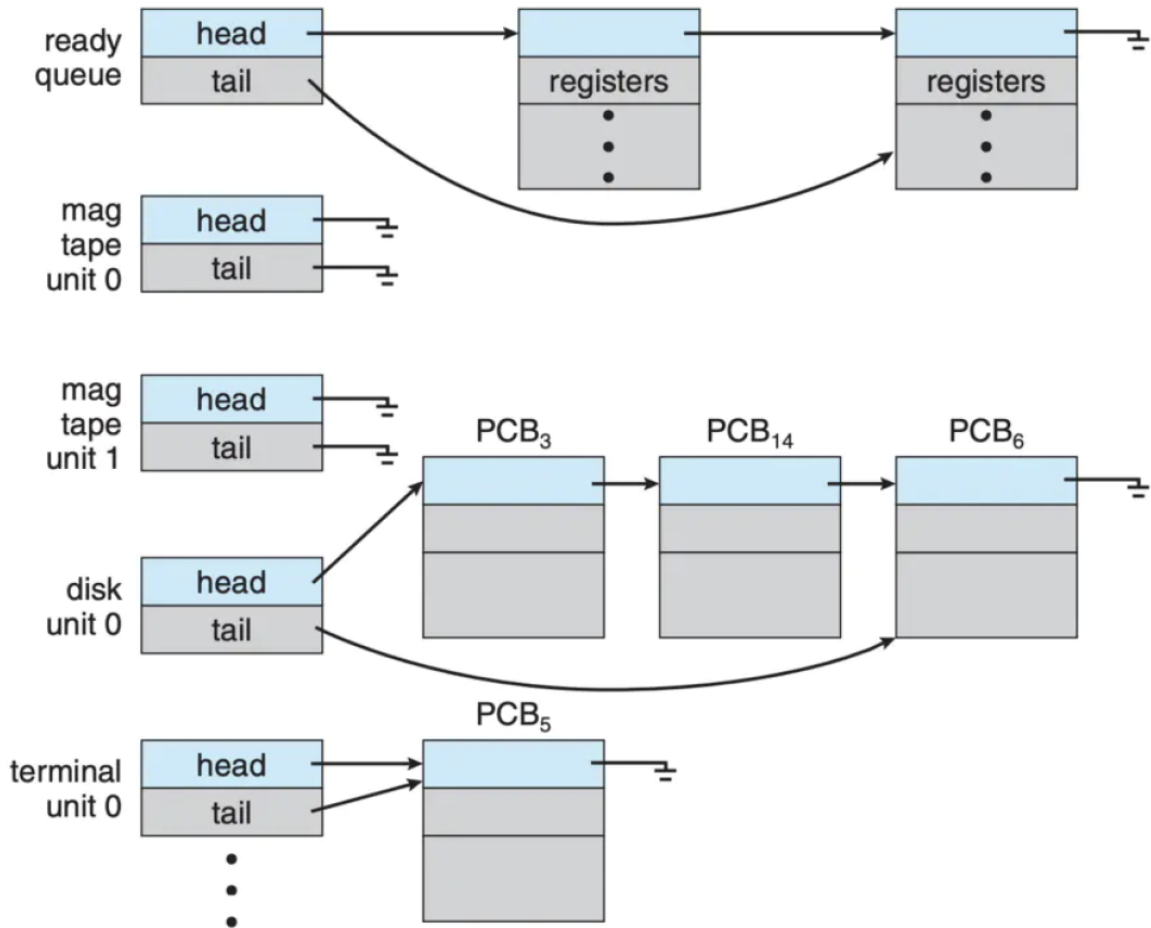 ready
queue
head
tail
registers
registers
mag
tape
unit 0
head
tail
mag
tape
unit 1
head
tail
PCB₃
PCB₁₄
PCB₆
disk
unit 0
head
tail
PCB₅
terminal
unit 0
head
tail